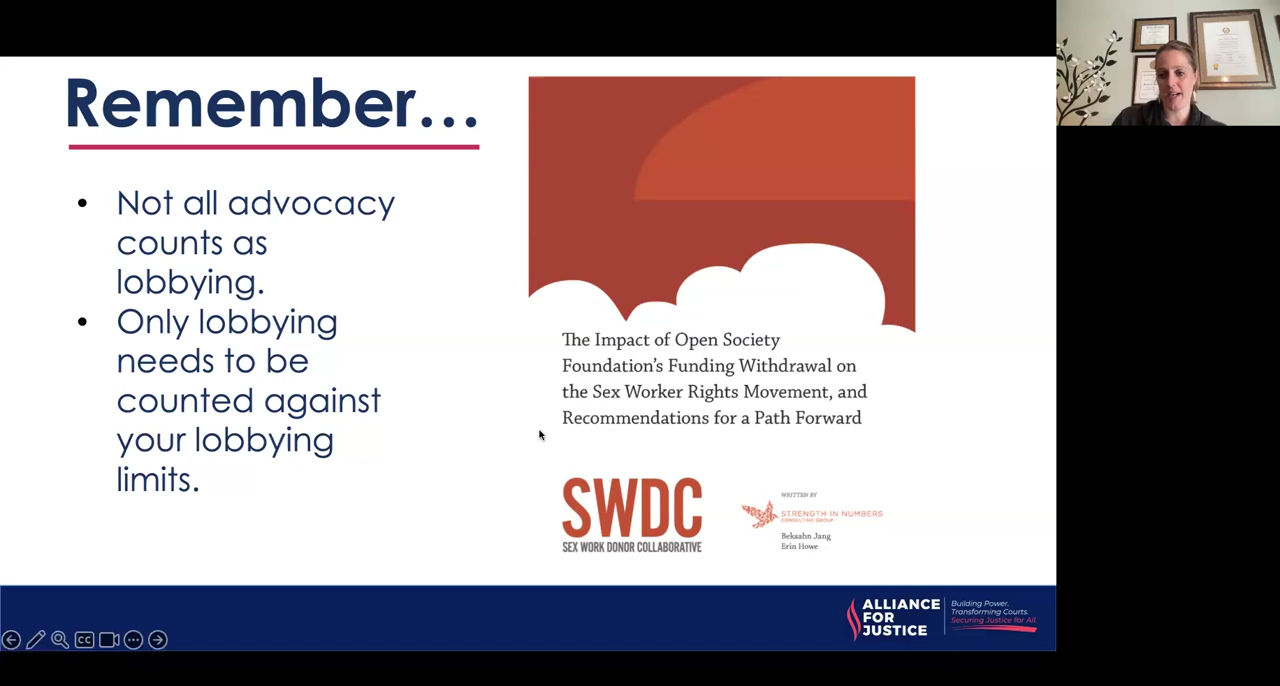 Remember…
• Not all advocacy
counts as
lobbying.
• Only lobbying
needs to be
counted against
your lobbying
limits.
The Impact of Open Society
Foundation's Funding Withdrawal on
the Sex Worker Rights Movement, and
Recommendations for a Path Forward
SWDC
SEX WORK DONOR COLLABORATIVE
WRITTEN BY
STRENGTH IN NUMBERS
CONSULTING GROUP
Beksahn Jang
Erin Howe
CC
ALLIANCE
FOR
JUSTICE
Building Power.
Transforming Courts.
Securing Justice for All.